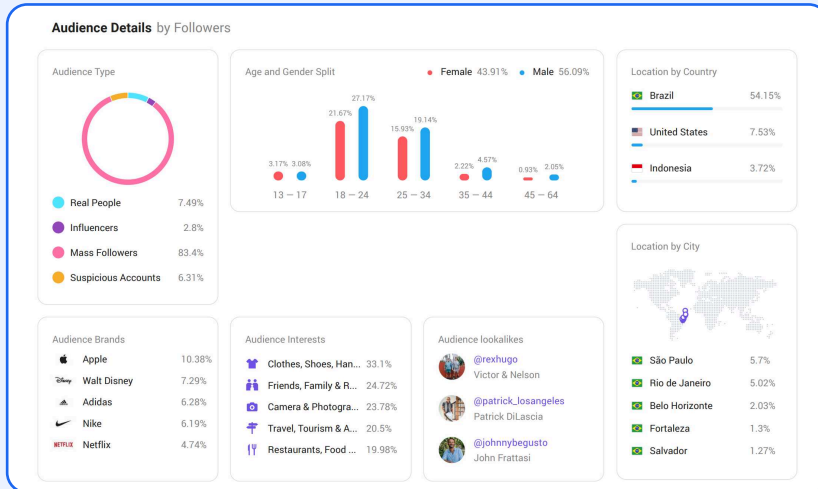 Audience Details by Followers
Audience Type
Real People 7.49%
Influencers 2.8%
Mass Followers 83.4%
Suspicious Accounts 6.31%
Age and Gender Split
Female 43.91% Male 56.09%
3.17% 3.08%
21.67% 27.17%
15.93% 19.14%
2.22% 4.57%
0.93% 2.05%
13 – 17 18 – 24 25 – 34 35 – 44 45 – 64
Location by Country
Brazil 54.15%
United States 7.53%
Indonesia 3.72%
Location by City
São Paulo 5.7%
Rio de Janeiro 5.02%
Belo Horizonte 2.03%
Fortaleza 1.3%
Salvador 1.27%
Audience Brands
Apple 10.38%
Disney Walt Disney 7.29%
Adidas 6.28%
Nike 6.19%
NETFLIX Netflix 4.74%
Audience Interests
Clothes, Shoes, Han... 33.1%
Friends, Family & R... 24.72%
Camera & Photogra... 23.78%
Travel, Tourism & A... 20.5%
Restaurants, Food ... 19.98%
Audience lookalikes
@rexhugo
Victor & Nelson
@patrick_losangeles
Patrick DiLascia
@johnnybegusto
John Frattasi